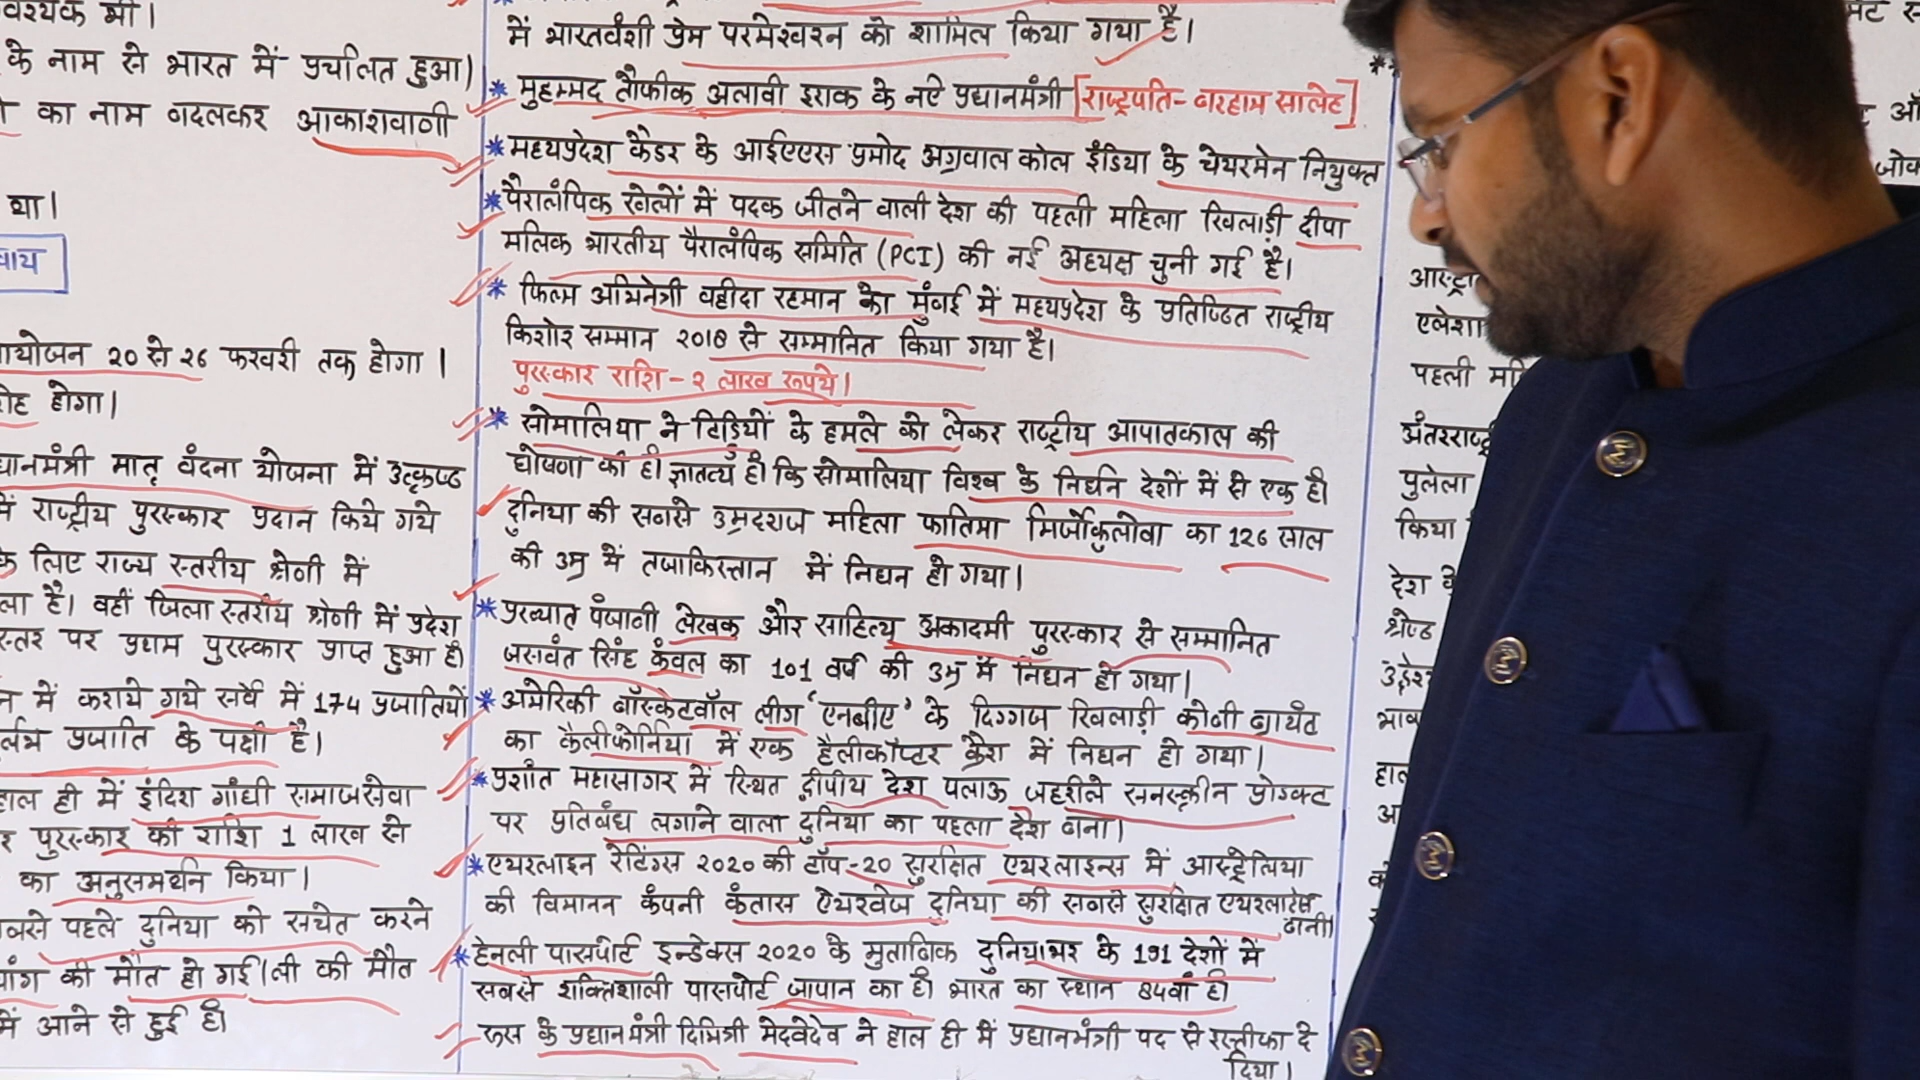 वश्यक भी।
के नाम से भारत में प्रचलित हुआ)
का नाम बदलकर आकाशवाणी
था।
आयोजन 20 से 26 फरवरी तक होगा।
होगा।
धानमंत्री मातृ वंदना योजना में उत्कृष्ठ
में राष्ट्रीय पुरस्कार प्रदान किये गये
के लिए राज्य स्तरीय श्रेणी में
ला है। वहीं जिला स्तरीय श्रेणी में प्रदेश
स्तर पर प्रथम पुरस्कार प्राप्त हुआ है।
न में कराये गये सर्वे में 174 प्रजातियों
र्लभ प्रजाति के पक्षी है।
हाल ही में इंदिरा गाँधी समाजसेवा
र पुरस्कार की राशि 1 लाख से
का अनुसमर्थन किया।
बसे पहले दुनिया को सचेत करने
यांग की मौत हो गई। ली की मौत
में आने से हुई है।
में भारतवंशी प्रेम परमेश्वरन को शामिल किया गया है।
* मुहम्मद तौफीक अलावी इराक के नए प्रधानमंत्री [राष्ट्रपति- बरहाम सालेह]
* मध्यप्रदेश कैडर के आईएएस प्रमोद अग्रवाल कोल इंडिया के चेयरमेन नियुक्त
* पैरालंपिक खेलों में पदक जीतने वाली देश की पहली महिला खिलाड़ी दीपा
मलिक भारतीय पैरालंपिक समिति (PCI) की नई अध्यक्ष चुनी गई है।
* फिल्म अभिनेत्री वहीदा रहमान को मुंबई में मध्यप्रदेश के प्रतिष्ठित राष्ट्रीय
किशोर सम्मान 2018 से सम्मानित किया गया है।
पुरस्कार राशि - २ लाख रूपये।
* सोमालिया ने टिड्डियों के हमले को लेकर राष्ट्रीय आपातकाल की
घोषणा की है। ज्ञातव्य है। कि सोमालिया विश्व के निर्धन देशों में से एक है।
दुनिया की सबसे उम्रदराज महिला फातिमा मिर्जोकुलोवा का 126 साल
की उम्र में तजाकिस्तान में निधन हो गया।
* प्रख्यात पंजाबी लेखक और साहित्य अकादमी पुरस्कार से सम्मानित
जसवंत सिंह कंवल का 101 वर्ष की उम्र में निधन हो गया।
* अमेरिकी बॉस्केटबॉल लीग 'एनबीए' के दिग्गज खिलाड़ी कोबी ब्रायंट
का कैलीफोर्निया में एक हैलीकॉप्टर क्रैश में निधन हो गया।
* प्रशांत महासागर में स्थित द्वीपीय देश पलाऊ जहरीले सनस्क्रीन प्रोडक्ट
पर प्रतिबंध लगाने वाला दुनिया का पहला देश बना।
* एयरलाइन रेटिंग्स 2020 की टॉप-20 सुरक्षित एयरलाइन्स में आस्ट्रेलिया
की विमानन कंपनी कंतास ऐयरवेज दुनिया की सबसे सुरक्षित एयरलाइंस
बनी।
* हेनली पासपोर्ट इन्डेक्स 2020 के मुताबिक दुनियाभर के 191 देशों में
सबसे शक्तिशाली पासपोर्ट जापान का है। भारत का स्थान 84वां है।
रूस के प्रधानमंत्री दिमित्री मेदवेदेव ने हाल ही में प्रधानमंत्री पद से इस्तीफा दे
दिया।
पहली
पुलेला
किया
देश
हाल